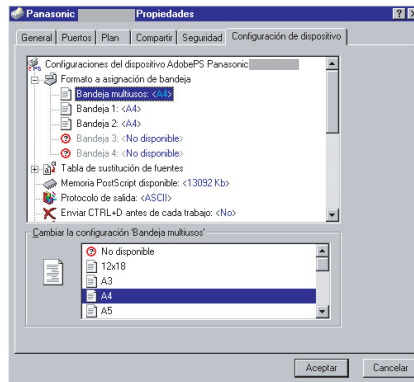 Panasonic Propiedades
General Puertos Plan Compartir Seguridad Configuración de dispositivo
Configuraciones del dispositivo AdobePS Panasonic
Formato a asignación de bandeja
Bandeja multiusos: <A4>
Bandeja 1: <A4>
Bandeja 2: <A4>
Bandeja 3: <No disponible>
Bandeja 4: <No disponible>
Tabla de sustitución de fuentes
Memoria PostScript disponible: <13092 Kb>
Protocolo de salida: <ASCII>
Enviar CTRL+D antes de cada trabajo: <No>
Cambiar la configuración 'Bandeja multiusos'
No disponible
12x18
A3
A4
A5
Aceptar Cancelar